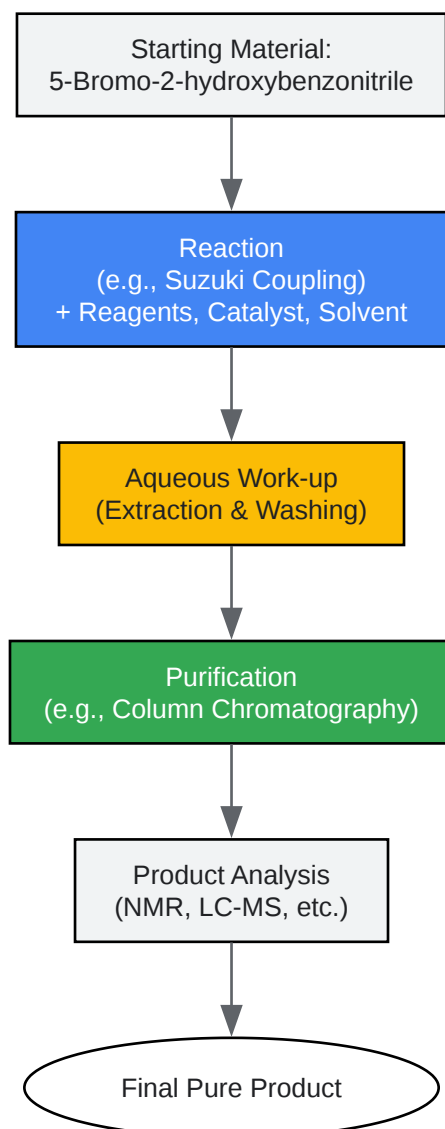 Starting Material:
5-Bromo-2-hydroxybenzonitrile
Reaction
(e.g., Suzuki Coupling)
+ Reagents, Catalyst, Solvent
Aqueous Work-up
(Extraction & Washing)
Purification
(e.g., Column Chromatography)
Product Analysis
(NMR, LC-MS, etc.)
Final Pure Product